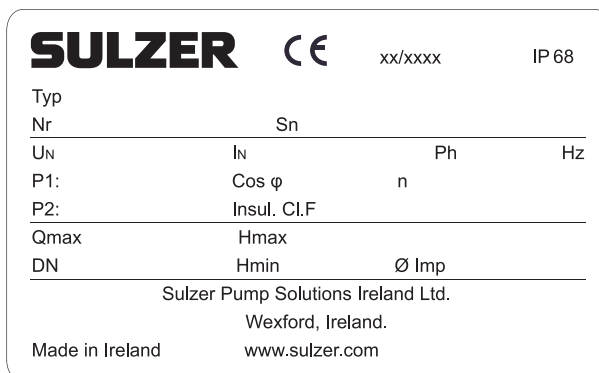 SULZER CE xx/xxxx IP 68
Typ
Nr Sn
UN IN Ph Hz
P1: Cos φ n
P2: Insul. Cl.F
Qmax Hmax
DN Hmin Ø Imp
Sulzer Pump Solutions Ireland Ltd.
Wexford, Ireland.
Made in Ireland www.sulzer.com